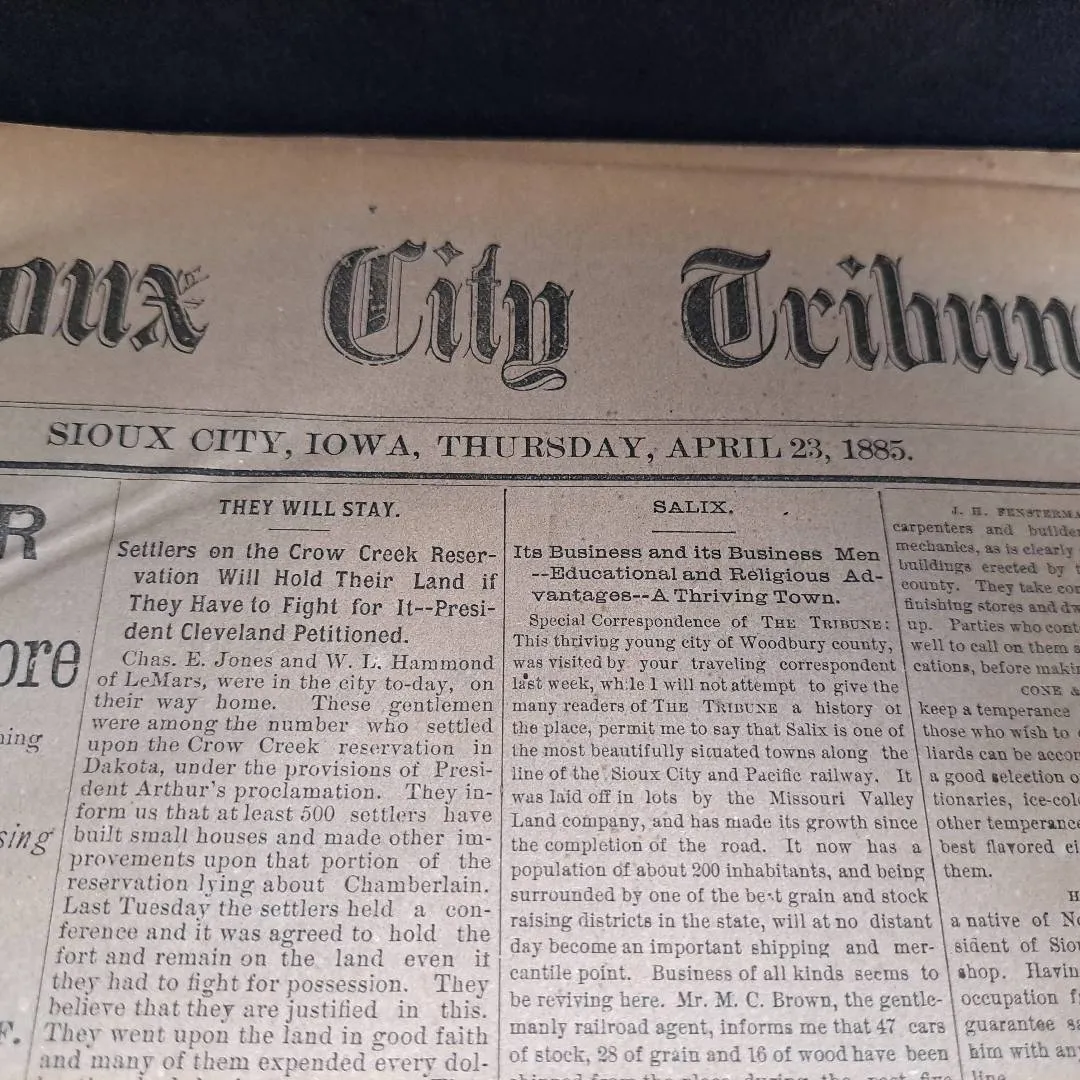 oux City Tribun
SIOUX CITY, IOWA, THURSDAY, APRIL 23, 1885.
R
ore
ning
sing
F.
THEY WILL STAY.
Settlers on the Crow Creek Reser-
vation Will Hold Their Land if
They Have to Fight for It--Presi-
dent Cleveland Petitioned.
Chas. E. Jones and W. L. Hammond
of LeMars, were in the city to-day, on
their way home. These gentlemen
were among the number who settled
upon the Crow Creek reservation in
Dakota, under the provisions of Presi-
dent Arthur's proclamation. They in-
form us that at least 500 settlers have
built small houses and made other im-
provements upon that portion of the
reservation lying about Chamberlain.
Last Tuesday the settlers held a con-
ference and it was agreed to hold the
fort and remain on the land even if
they had to fight for possession. They
believe that they are justified in this.
They went upon the land in good faith
and many of them expended every dol-
SALIX.
Its Business and its Business Men
--Educational and Religious Ad-
vantages--A Thriving Town.
Special Correspondence of THE TRIBUNE:
This thriving young city of Woodbury county,
was visited by your traveling correspondent
last week, while I will not attempt to give the
many readers of THE TRIBUNE a history of
the place, permit me to say that Salix is one of
the most beautifully situated towns along the
line of the Sioux City and Pacific railway. It
was laid off in lots by the Missouri Valley
Land company, and has made its growth since
the completion of the road. It now has a
population of about 200 inhabitants, and being
surrounded by one of the best grain and stock
raising districts in the state, will at no distant
day become an important shipping and mer-
cantile point. Business of all kinds seems to
be reviving here. Mr. M. C. Brown, the gentle-
manly railroad agent, informs me that 47 cars
of stock, 28 of grain and 16 of wood have been
J. H. FENSTERMA
carpenters and builder
mechanics, as is clearly
buildings erected by t
county. They take con
finishing stores and dw
up. Parties who cont
well to call on them a
cations, before makin
CONE &
keep a temperance
those who wish to
liards can be accor
a good selection o
tionaries, ice-col
other temperance
best flavored ci
them.
H
a native of No
sident of Siou
shop. Havin
occupation f
guarantee sa
him with any
line.